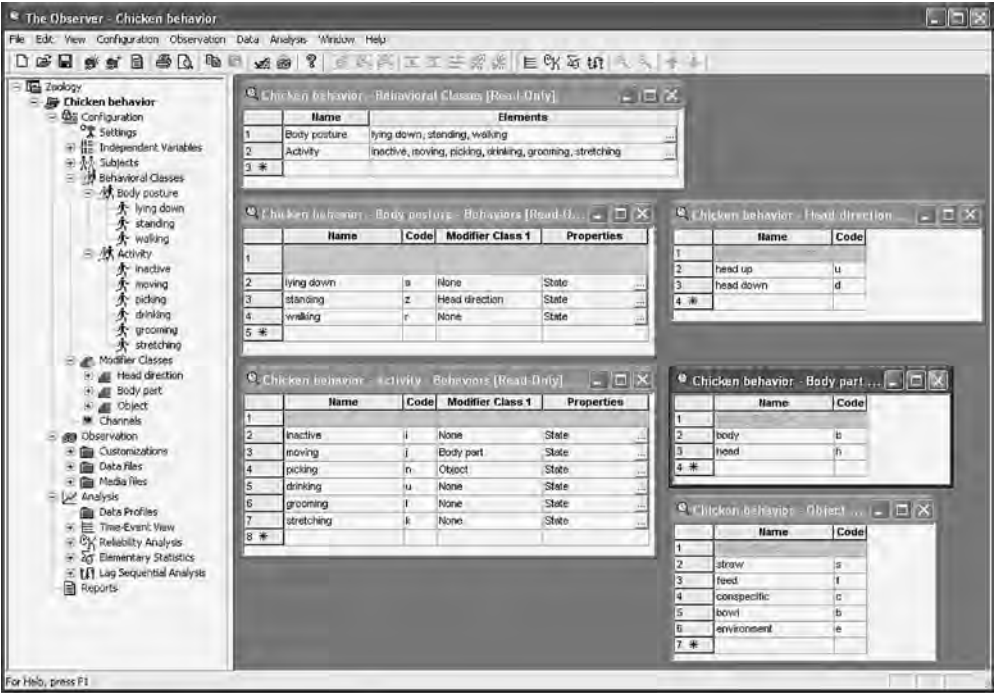 The Observer - Chicken behavior
File Edit View Configuration Observation Data Analysis Window Help
Zoology
Chicken behavior
Configuration
Settings
Independent Variables
Subjects
Behavioral Classes
Body posture
lying down
standing
walking
Activity
inactive
moving
picking
drinking
grooming
stretching
Modifier Classes
Head direction
Body part
Object
Channels
Observation
Customizations
Data files
Media files
Analysis
Data Profiles
Time-Event View
Reliability Analysis
Elementary Statistics
Lag Sequential Analysis
Reports
Chicken behavior - Behavioral Classes [Read-Only]
Name Elements
1 Body posture lying down, standing, walking ...
2 Activity inactive, moving, picking, drinking, grooming, stretching ...
3 *
Chicken behavior - Body posture - Behaviors [Read-O...
Name Code Modifier Class 1 Properties
1
2 lying down s None State ...
3 standing z Head direction State ...
4 walking r None State ...
5 *
Chicken behavior - Activity - Behaviors [Read-Only]
Name Code Modifier Class 1 Properties
1
2 inactive i None State ...
3 moving j Body part State ...
4 picking n Object State ...
5 drinking u None State ...
6 grooming f None State ...
7 stretching k None State ...
8 *
Chicken behavior - Head direction ...
Name Code
1
2 head up u
3 head down d
4 *
Chicken behavior - Body part ...
Name Code
1
2 body b
3 head h
4 *
Chicken behavior - Object ...
Name Code
1
2 straw s
3 feed f
4 conspecific c
5 bowl b
6 environment e
7 *
For Help, press F1